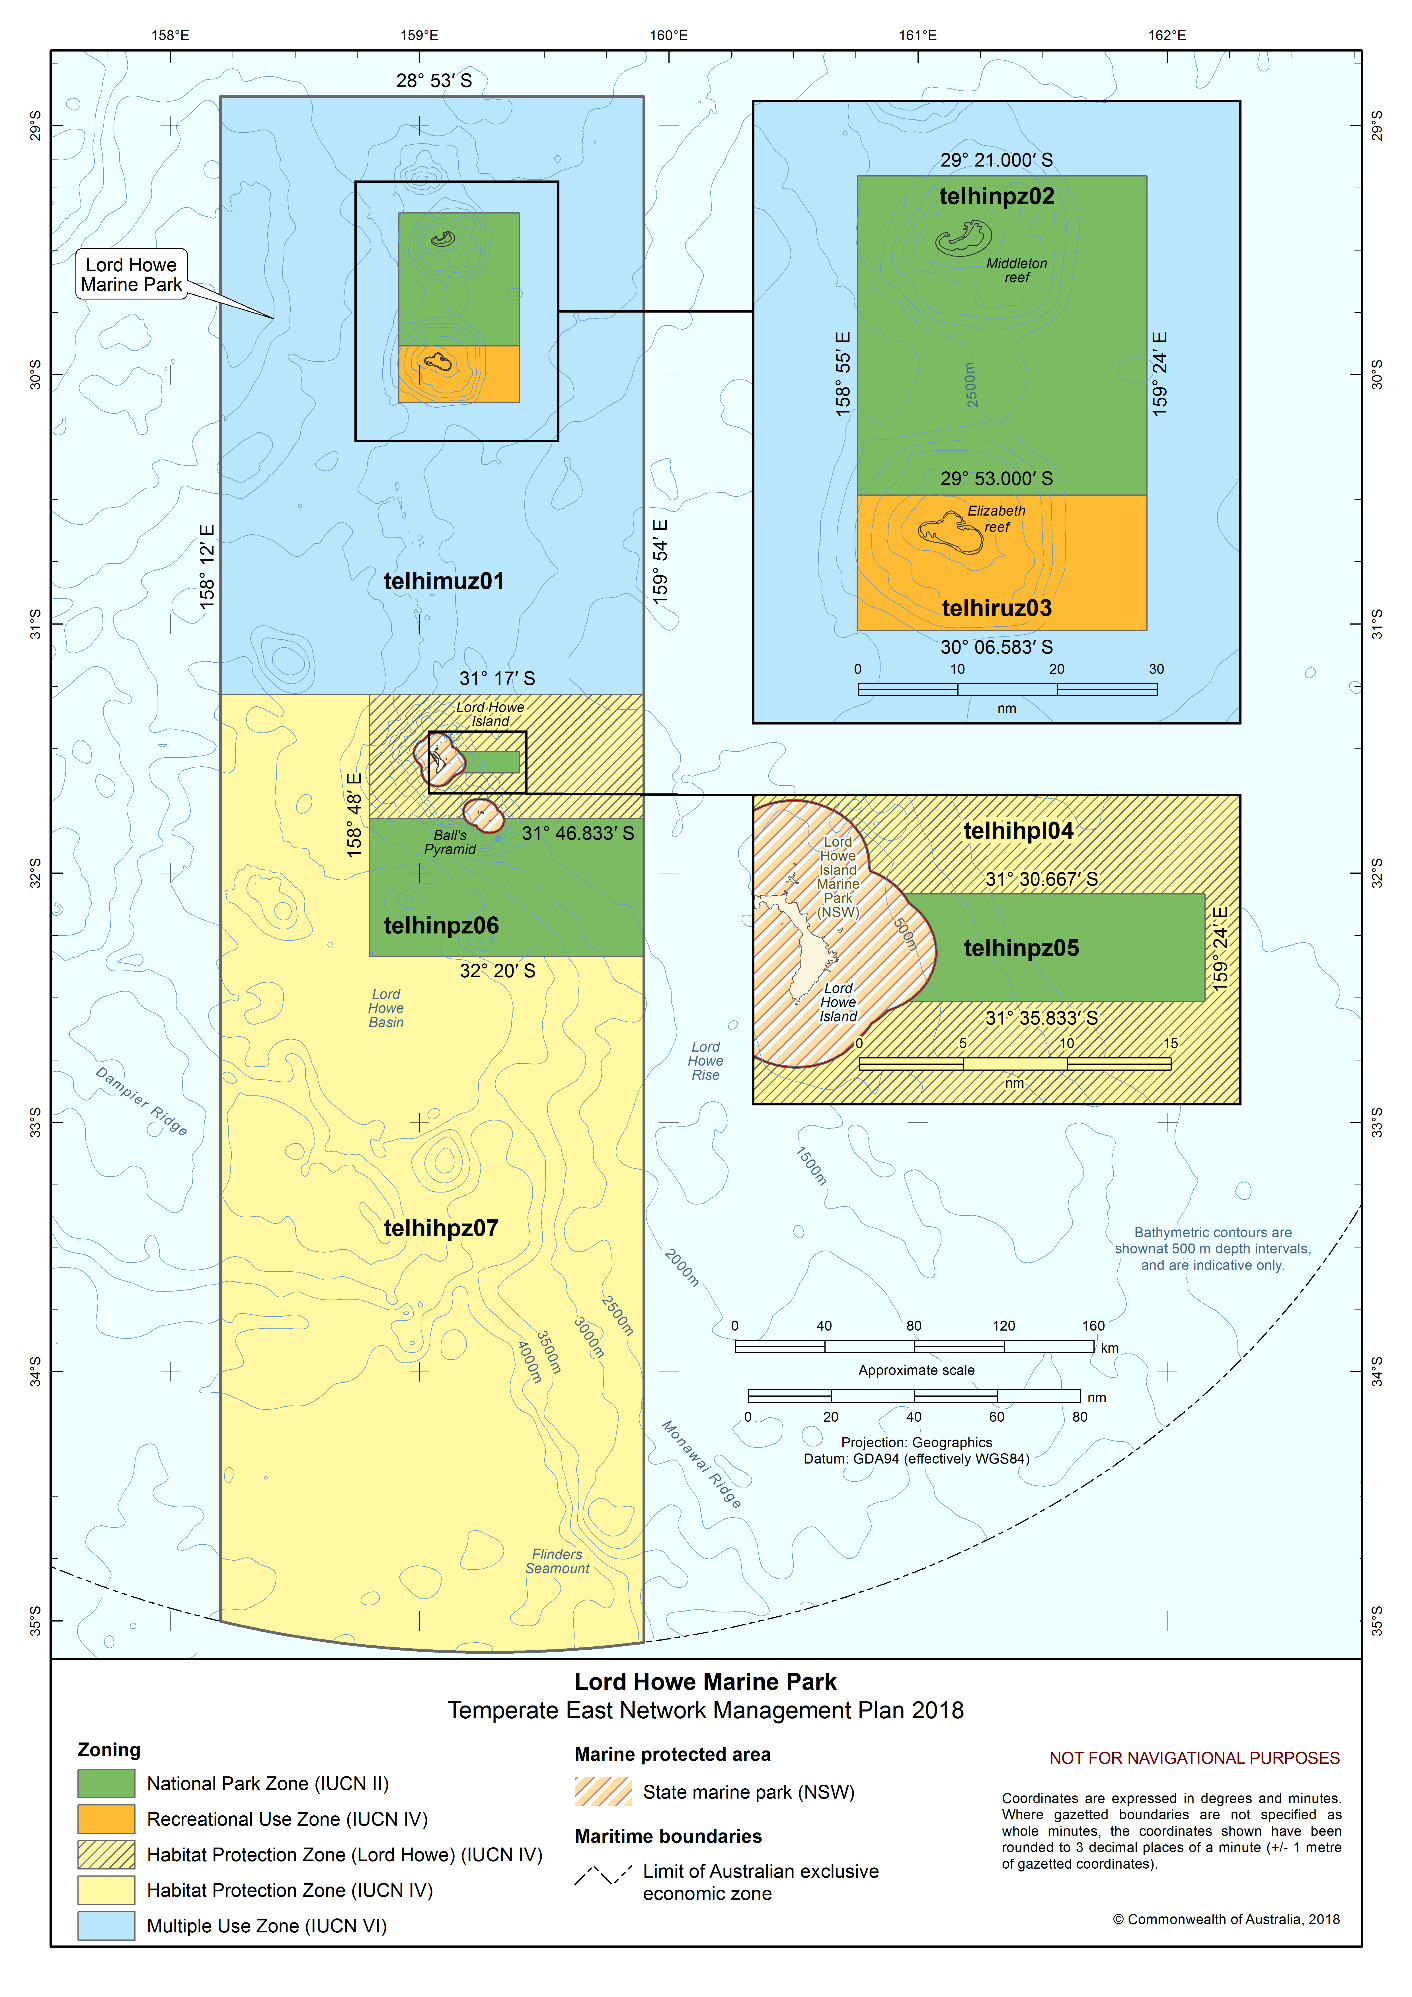 158°E
159°E
160°E
161°E
162°E
28° 53′ S
29°S
29°S
29° 21.000′ S
telhinpz02
Middleton
reef
Lord Howe
Marine Park
158° 55′ E
159° 24′ E
2500m
30°S
30°S
29° 53.000′ S
Elizabeth
reef
telhiruz03
30° 06.583′ S
0
10
20
30
nm
158° 12′ E
159° 54′ E
telhimuz01
31°S
31°S
31° 17′ S
Lord Howe
Island
158° 48′ E
Ball's
Pyramid
31° 46.833′ S
telhihpl04
Lord
Howe
Island
Marine
Park
(NSW)
31° 30.667′ S
500m
telhinpz05
159° 24′ E
Lord
Howe
Island
31° 35.833′ S
0
5
10
15
nm
32°S
32°S
telhinpz06
32° 20′ S
Lord
Howe
Basin
Lord
Howe
Rise
Dampier Ridge
33°S
33°S
1500m
telhihpz07
2000m
Bathymetric contours are
shownat 500 m depth intervals,
and are indicative only.
2500m
3000m
3500m
4000m
0
40
80
120
160
km
Approximate scale
nm
0
20
40
60
80
Projection: Geographics
Datum: GDA94 (effectively WGS84)
34°S
34°S
Monawai Ridge
Flinders
Seamount
35°S
35°S
Lord Howe Marine Park
Temperate East Network Management Plan 2018
Zoning
National Park Zone (IUCN II)
Recreational Use Zone (IUCN IV)
Habitat Protection Zone (Lord Howe) (IUCN IV)
Habitat Protection Zone (IUCN IV)
Multiple Use Zone (IUCN VI)
Marine protected area
State marine park (NSW)
Maritime boundaries
Limit of Australian exclusive
economic zone
NOT FOR NAVIGATIONAL PURPOSES
Coordinates are expressed in degrees and minutes.
Where gazetted boundaries are not specified as
whole minutes, the coordinates shown have been
rounded to 3 decimal places of a minute (+/- 1 metre
of gazetted coordinates).
© Commonwealth of Australia, 2018